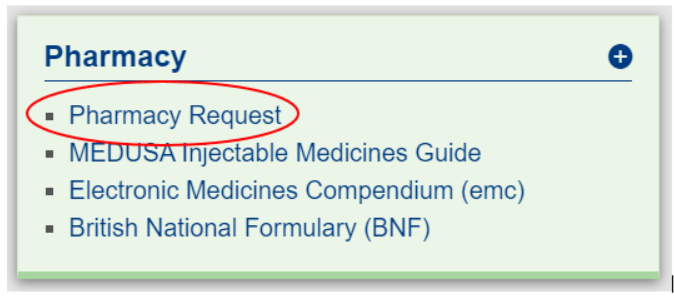 Pharmacy
Pharmacy Request
MEDUSA Injectable Medicines Guide
Electronic Medicines Compendium (emc)
British National Formulary (BNF)